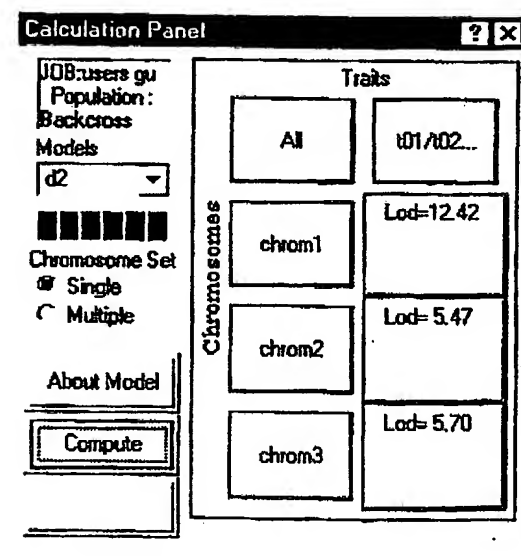 Calculation Panel
JOB:users gu
Population :
Backcross
Models
d2
Chromosome Set
Single
Multiple
About Model
Compute
Traits
All
t01/t02...
Chromosomes
chrom1
Lod=12.42
chrom2
Lod= 5.47
chrom3
Lod= 5.70